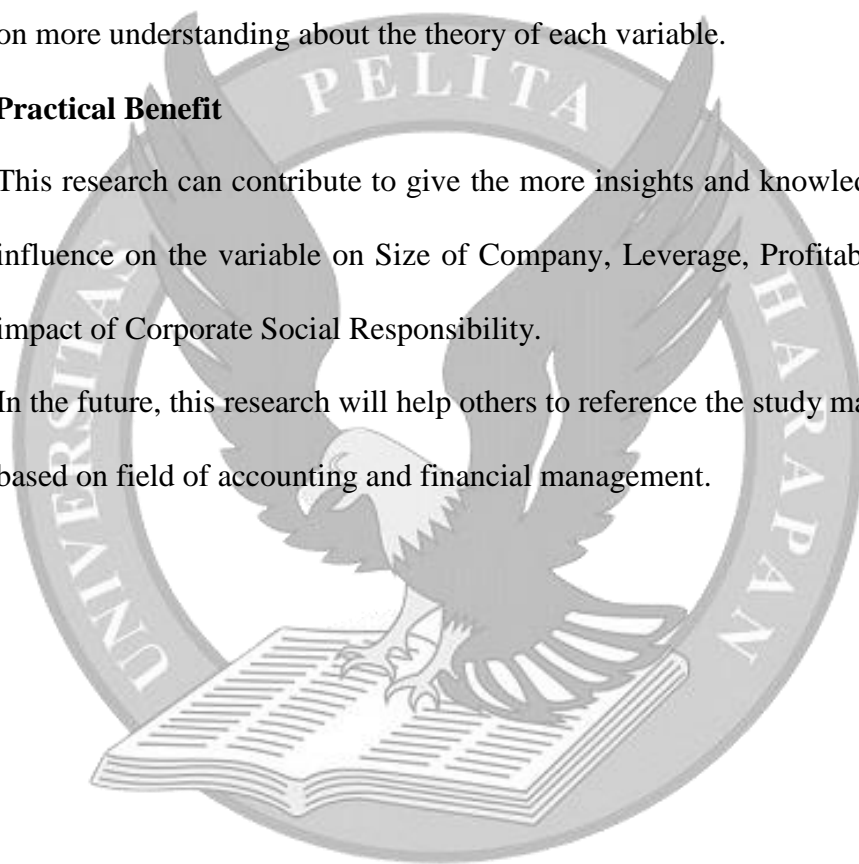 on more understanding about the theory of each variable.
Practical Benefit
This research can contribute to give the more insights and
influence on the variable on Size of Company, Leverage,
impact of Corporate Social Responsibility.
In the future, this research will help others to reference the study
based on field of accounting and financial management.
UNIVERSITAS PELITA HARAPAN